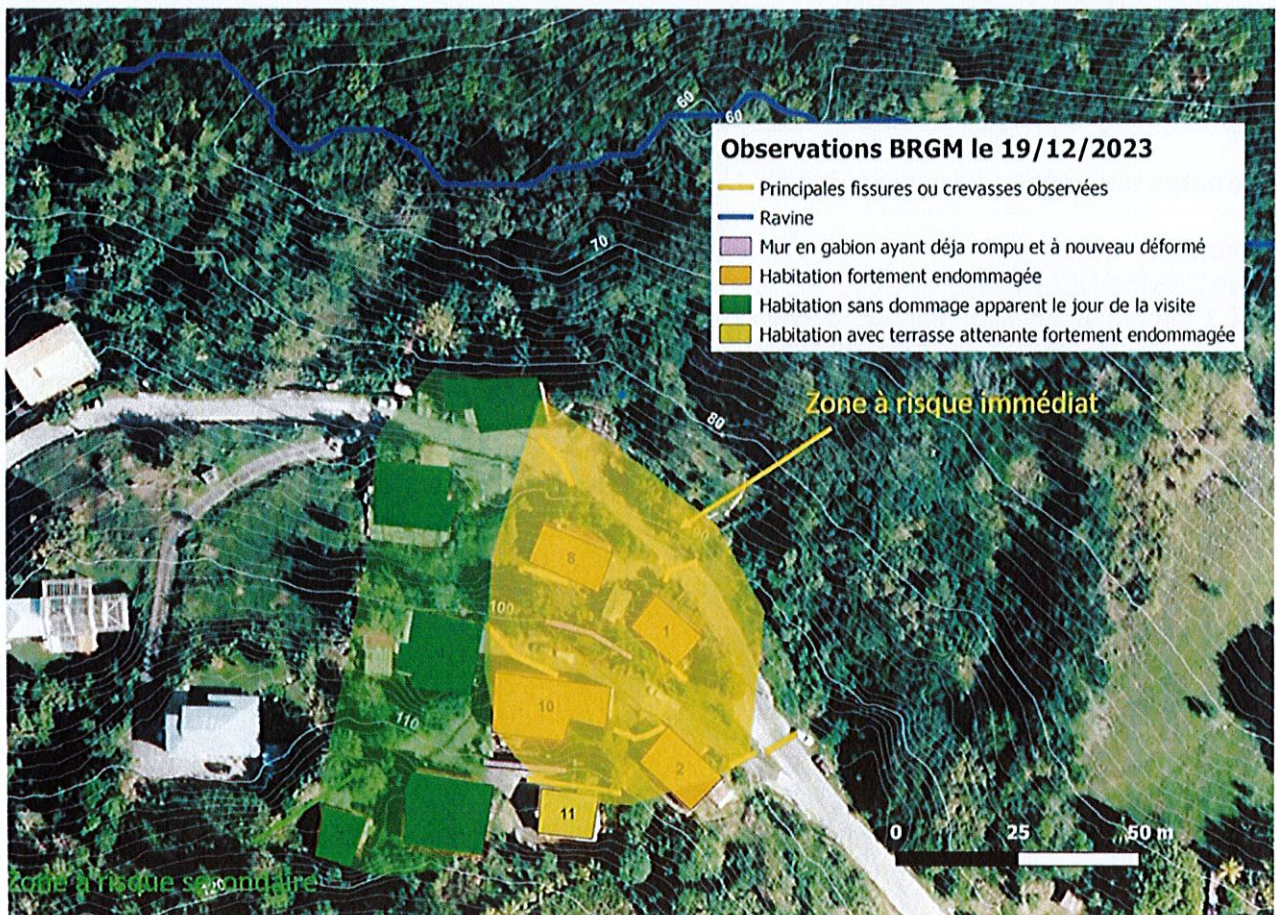 60
60
Observations BRGM le 19/12/2023
Principales fissures ou crevasses observées
Ravine
Mur en gabion ayant déja rompu et à nouveau déformé
Habitation fortement endommagée
Habitation sans dommage apparent le jour de la visite
Habitation avec terrasse attenante fortement endommagée
70
80
Zone à risque immédiat
8
100
1
10
110
2
11
0 25 50 m
Zone à risque secondaire
120